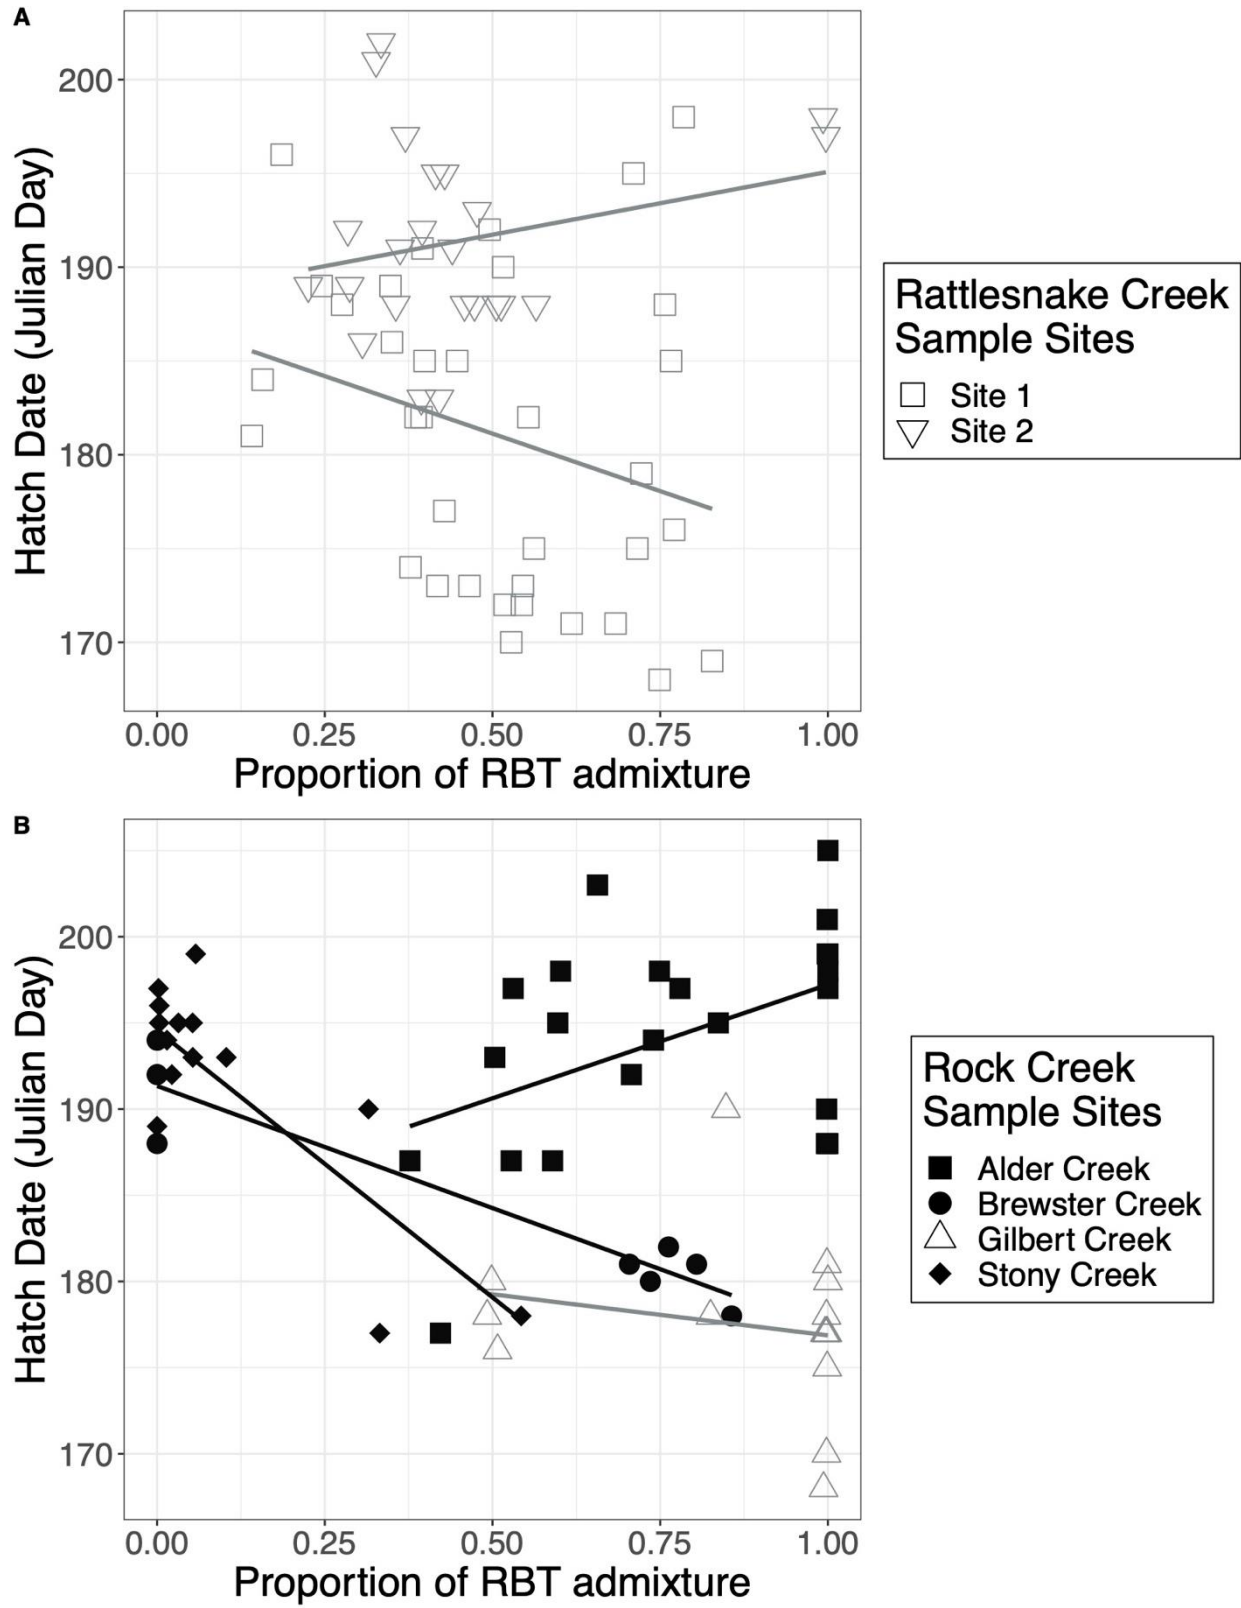 A
Hatch Date (Julian Day)
200
190
180
170
0.00 0.25 0.50 0.75 1.00
Proportion of RBT admixture
Rattlesnake Creek
Sample Sites
Site 1
Site 2
B
Hatch Date (Julian Day)
200
190
180
170
0.00 0.25 0.50 0.75 1.00
Proportion of RBT admixture
Rock Creek
Sample Sites
Alder Creek
Brewster Creek
Gilbert Creek
Stony Creek